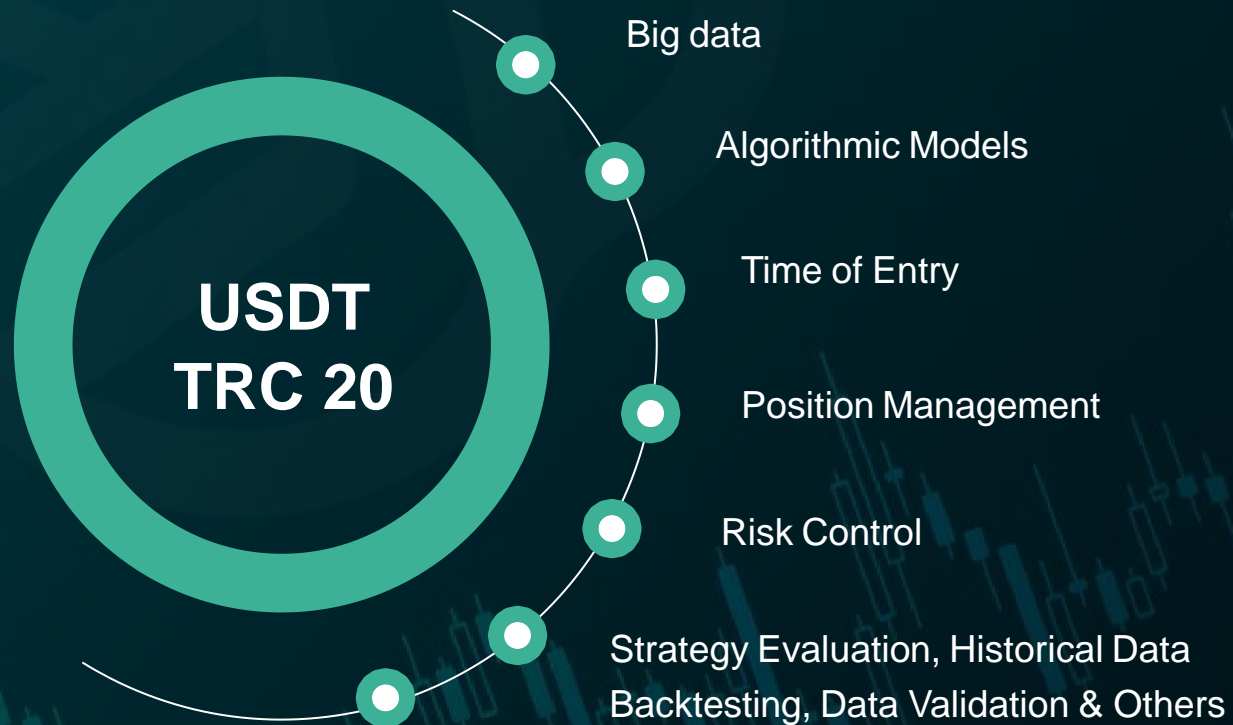 Big data
Algorithmic Models
Time of Entry
USDT
TRC 20
Position Management
Risk Control
Strategy Evaluation, Historical Data
Backtesting, Data Validation & Others